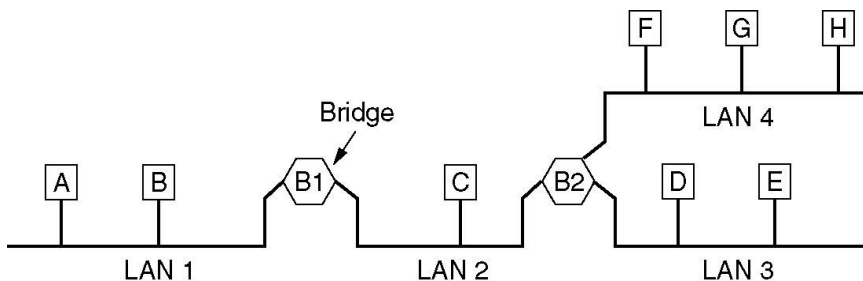 F G H
LAN 4
Bridge
A B B1 C B2 D E
LAN 1 LAN 2 LAN 3